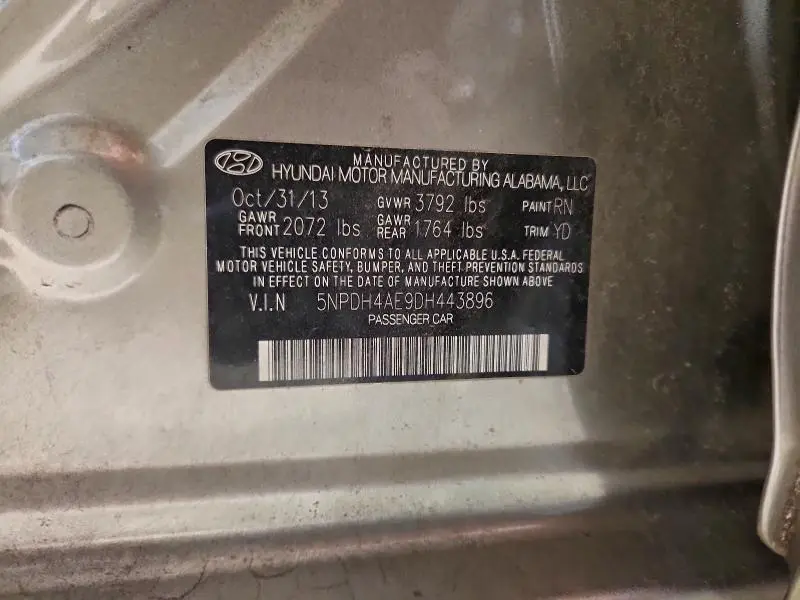 MANUFACTURED BY
HYUNDAI MOTOR MANUFACTURING ALABAMA, LLC
Oct/31/13 GVWR 3792 lbs PAINT RN
GAWR FRONT 2072 lbs GAWR REAR 1764 lbs TRIM YD
THIS VEHICLE CONFORMS TO ALL APPLICABLE U.S.A. FEDERAL
MOTOR VEHICLE SAFETY, BUMPER, AND THEFT PREVENTION STANDARDS
IN EFFECT ON THE DATE OF MANUFACTURE SHOWN ABOVE
V.I.N 5NPDH4AE9DH443896
PASSENGER CAR